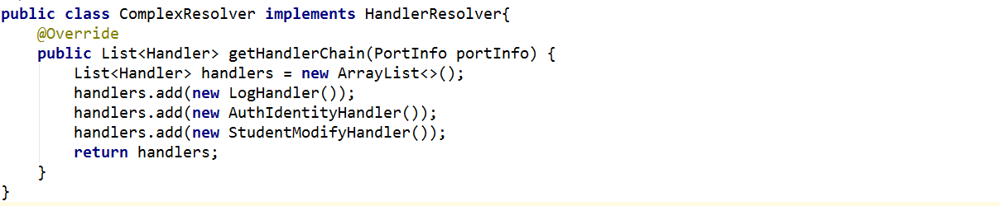 public class ComplexResolver implements HandlerResolver{
    @Override
    public List<Handler> getHandlerChain(PortInfo portInfo) {
        List<Handler> handlers = new ArrayList<>();
        handlers.add(new LogHandler());
        handlers.add(new AuthIdentityHandler());
        handlers.add(new StudentModifyHandler());
        return handlers;
    }
}